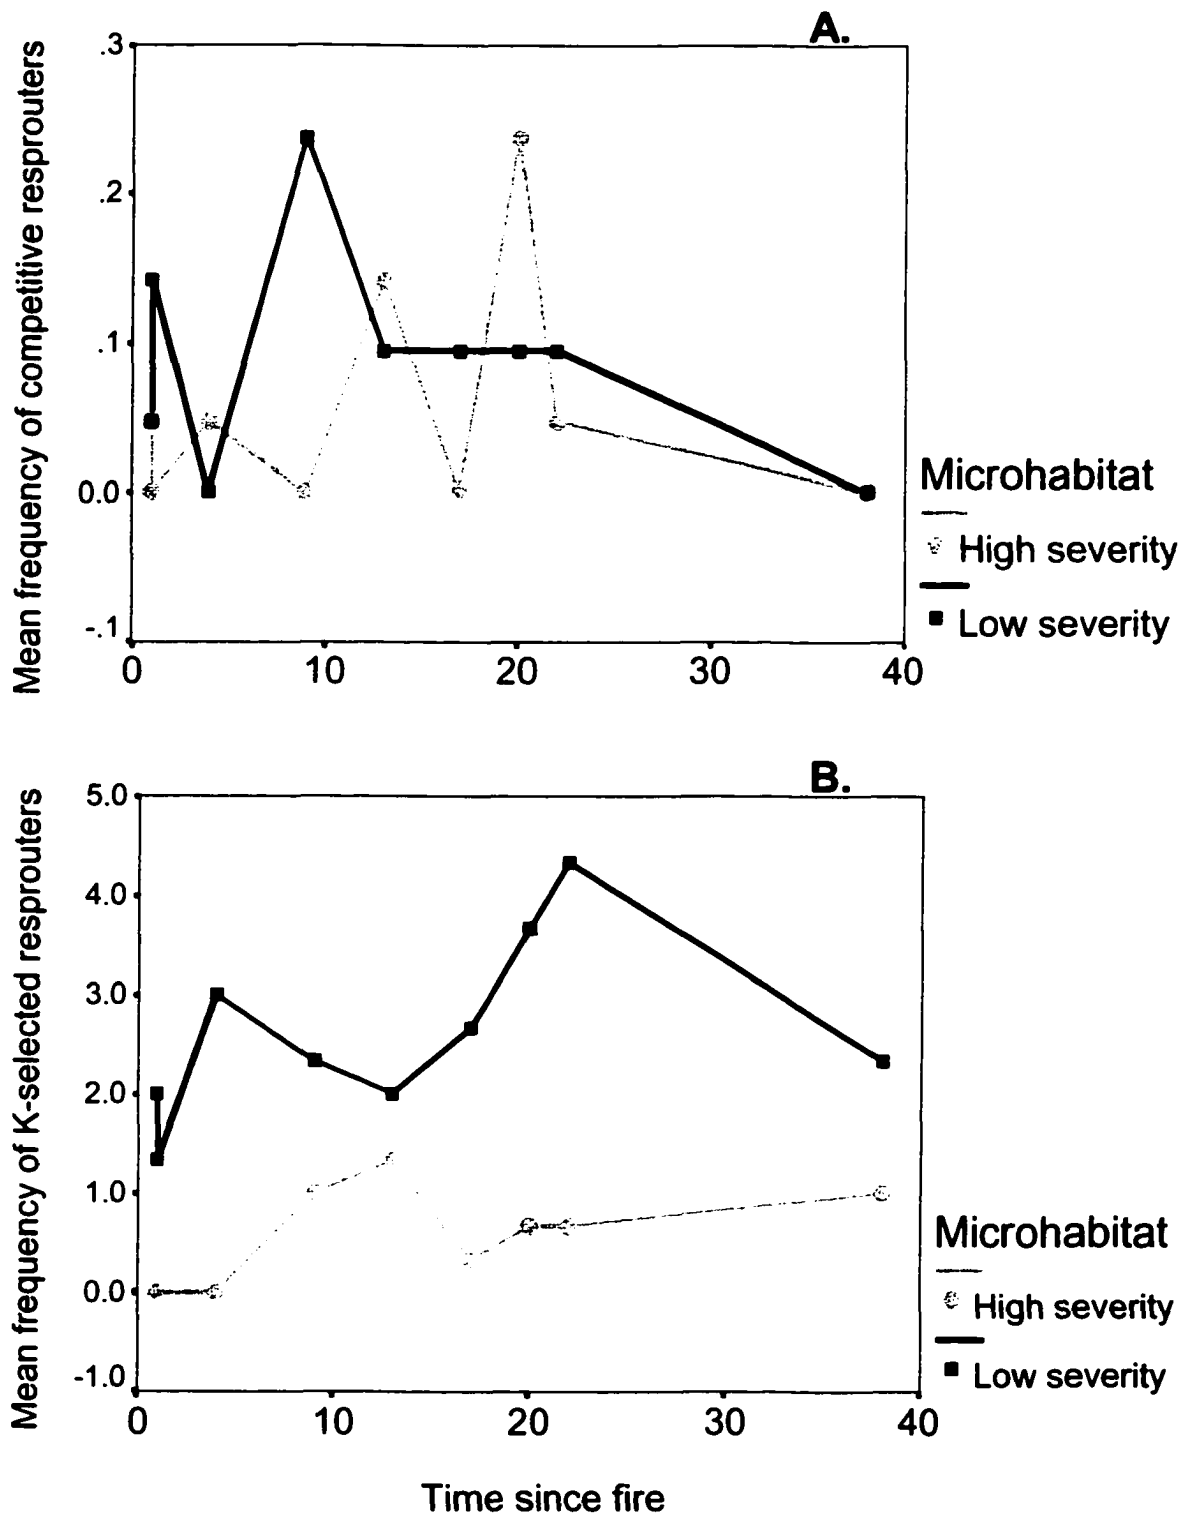 A.
Mean frequency of competitive resprouters
.3
.2
.1
0.0
-.1
0 10 20 30 40
Microhabitat
High severity
Low severity
B.
Mean frequency of K-selected resprouters
5.0
4.0
3.0
2.0
1.0
0.0
-1.0
0 10 20 30 40
Microhabitat
High severity
Low severity
Time since fire